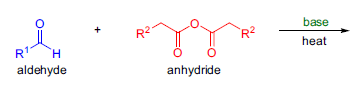 O
R¹ H
aldehyde
+
R² O R²
O O
anhydride
base
heat